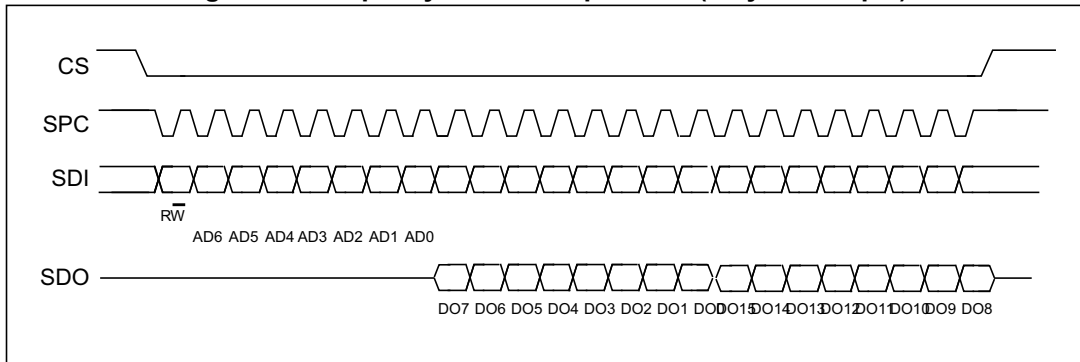 CS
SPC
SDI
RW
AD6 AD5 AD4 AD3 AD2 AD1 AD0
SDO
DO7 DO6 DO5 DO4 DO3 DO2 DO1 DO0 DO15 DO14 DO13 DO12 DO11 DO10 DO9 DO8